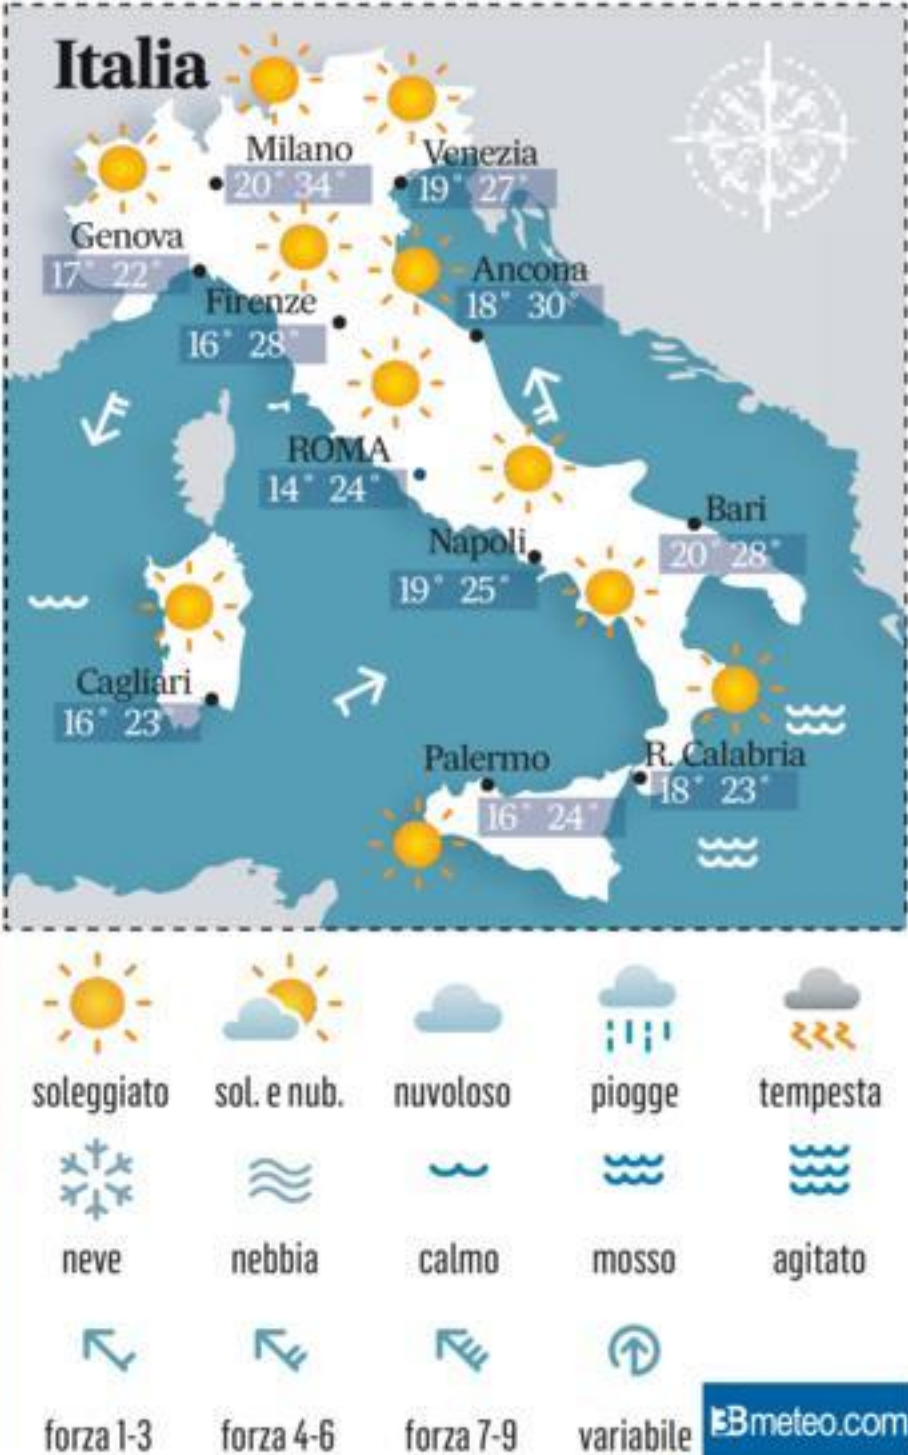 Italia
Milano
20° 34°
Venezia
19° 27°
Genova
17° 22°
Ancona
18° 30°
Firenze
16° 28°
ROMA
14° 24°
Bari
20° 28°
Napoli
19° 25°
Cagliari
16° 23
Palermo
16° 24°
R. Calabria
18° 23°
soleggiato sol. e nub. nuvoloso piogge tempesta
neve nebbia calmo mosso agitato
forza 1-3 forza 4-6 forza 7-9 variabile
3Bmeteo.com